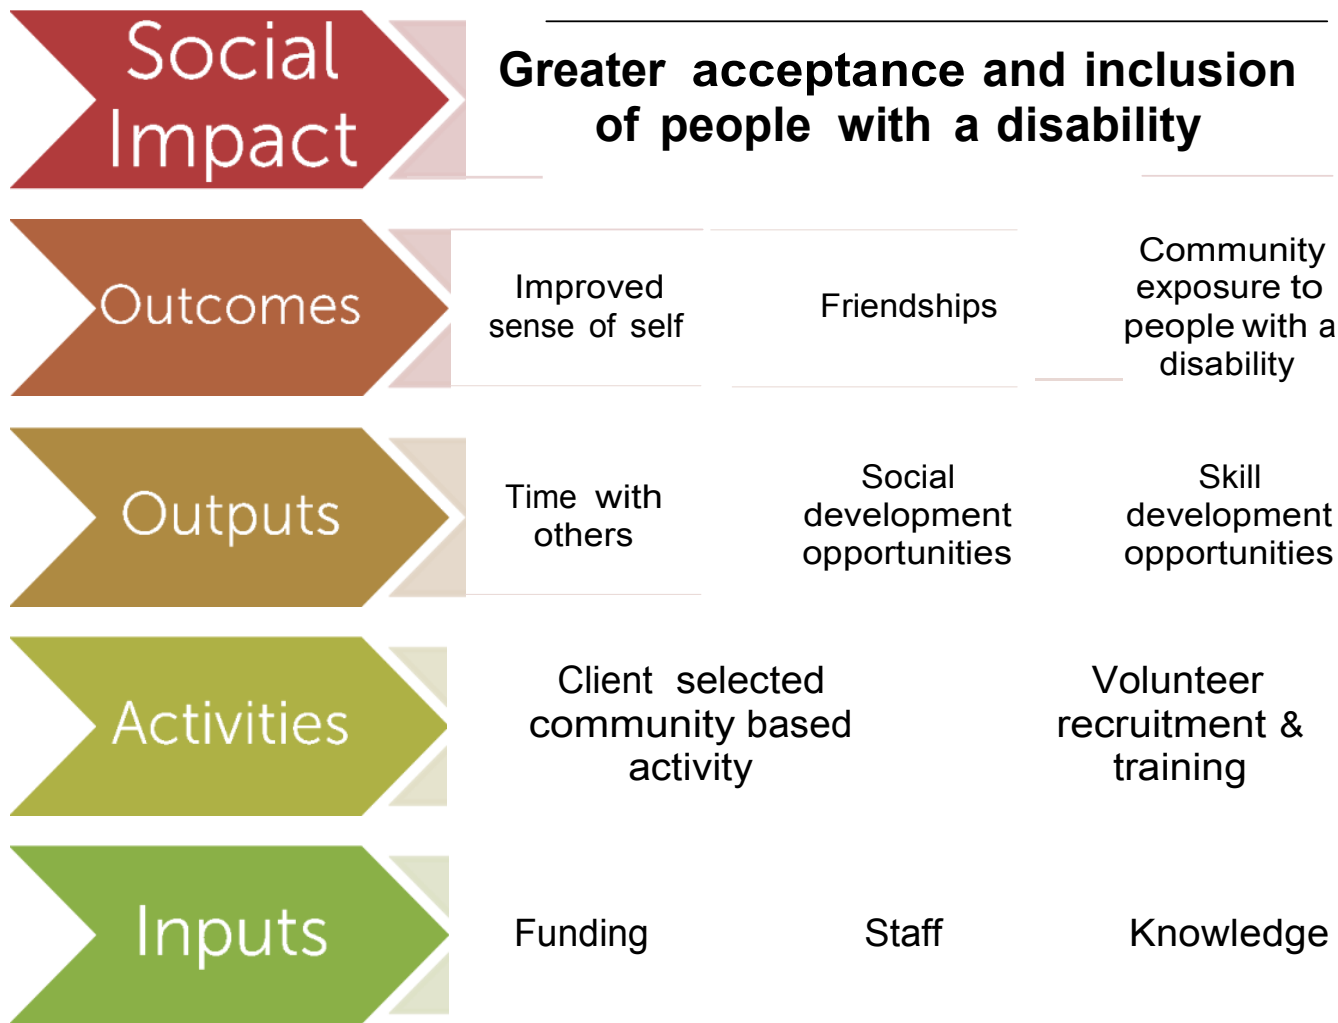 Social
Impact
Greater acceptance and inclusion
of people with a disability
Outcomes
Improved
sense of self
Friendships
Community
exposure to
people with a
disability
Outputs
Time with
others
Social
development
opportunities
Skill
development
opportunities
Activities
Client selected
community based
activity
Volunteer
recruitment &
training
Inputs
Funding
Staff
Knowledge